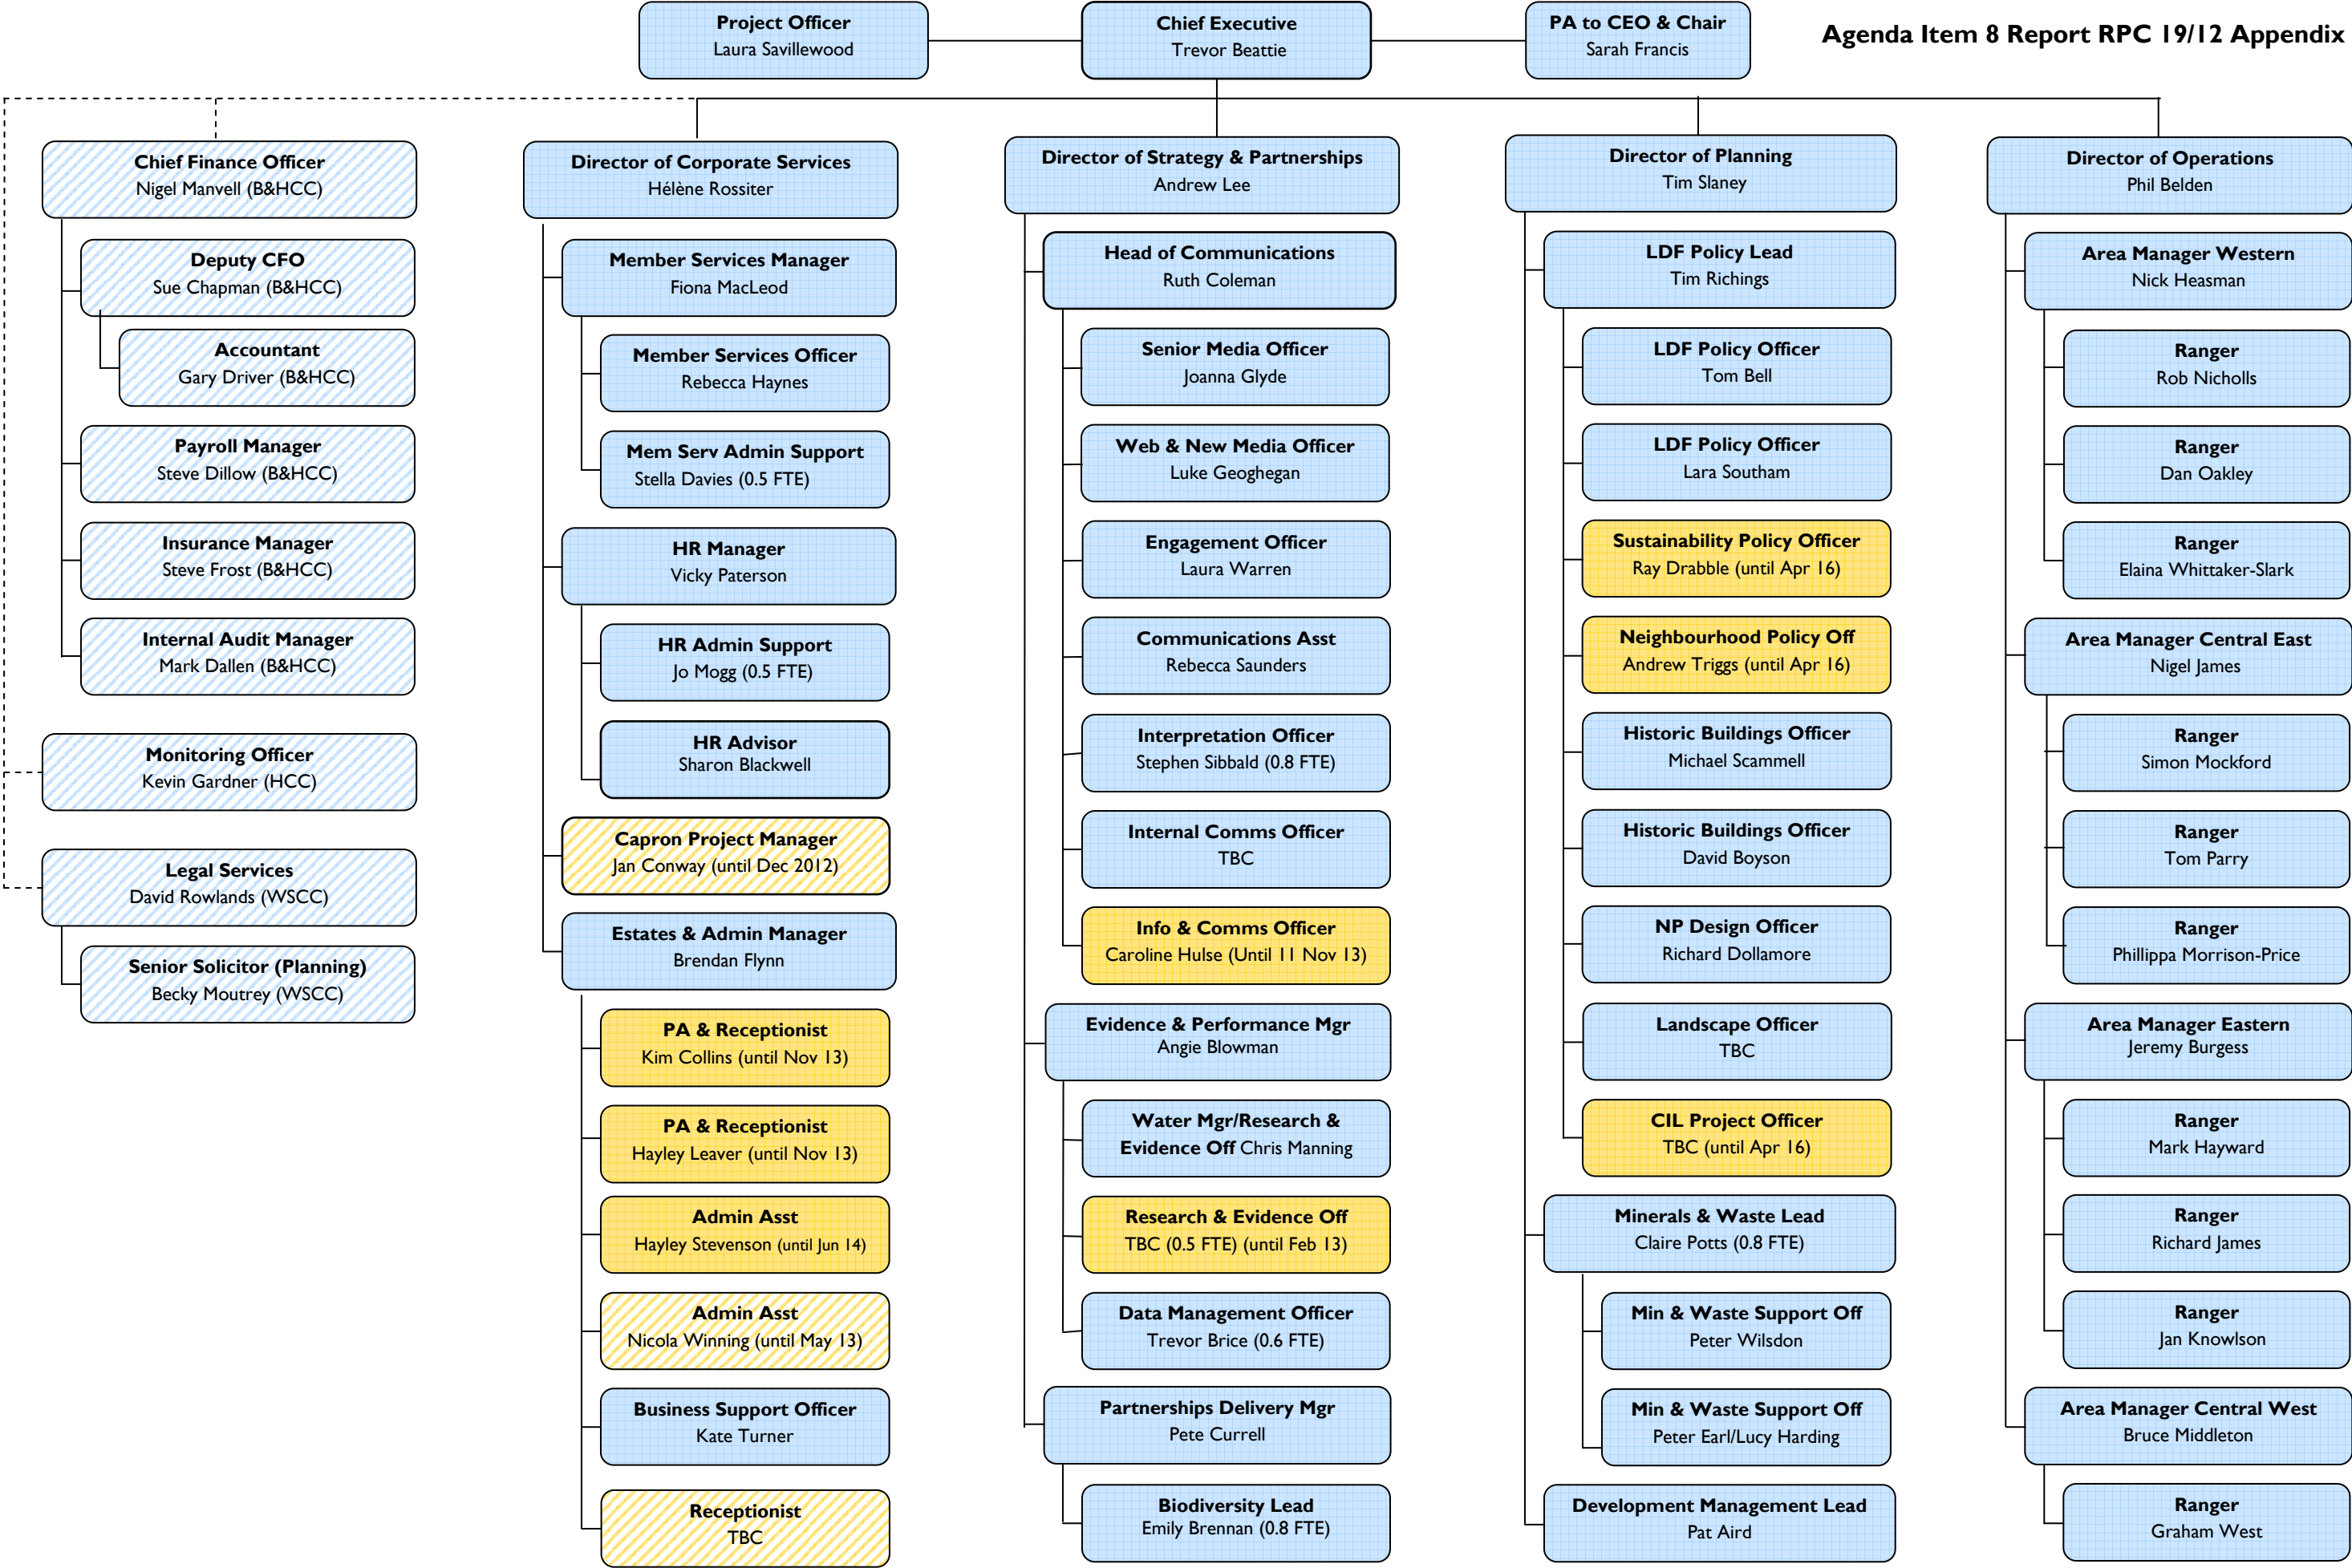 Project Officer
Laura Savillewood
Chief Executive
Trevor Beattie
PA to CEO & Chair
Sarah Francis
Agenda Item 8 Report RPC 19/12 Appendix
Chief Finance Officer
Nigel Manvell (B&HCC)
Deputy CFO
Sue Chapman (B&HCC)
Accountant
Gary Driver (B&HCC)
Payroll Manager
Steve Dillow (B&HCC)
Insurance Manager
Steve Frost (B&HCC)
Internal Audit Manager
Mark Dallen (B&HCC)
Monitoring Officer
Kevin Gardner (HCC)
Legal Services
David Rowlands (WSCC)
Senior Solicitor (Planning)
Becky Moutrey (WSCC)
Director of Corporate Services
Hélène Rossiter
Member Services Manager
Fiona MacLeod
Member Services Officer
Rebecca Haynes
Mem Serv Admin Support
Stella Davies (0.5 FTE)
HR Manager
Vicky Paterson
HR Admin Support
Jo Mogg (0.5 FTE)
HR Advisor
Sharon Blackwell
Capron Project Manager
Jan Conway (until Dec 2012)
Estates & Admin Manager
Brendan Flynn
PA & Receptionist
Kim Collins (until Nov 13)
PA & Receptionist
Hayley Leaver (until Nov 13)
Admin Asst
Hayley Stevenson (until Jun 14)
Admin Asst
Nicola Winning (until May 13)
Business Support Officer
Kate Turner
Receptionist
TBC
Director of Strategy & Partnerships
Andrew Lee
Head of Communications
Ruth Coleman
Senior Media Officer
Joanna Glyde
Web & New Media Officer
Luke Geoghegan
Engagement Officer
Laura Warren
Communications Asst
Rebecca Saunders
Interpretation Officer
Stephen Sibbald (0.8 FTE)
Internal Comms Officer
TBC
Info & Comms Officer
Caroline Hulse (Until 11 Nov 13)
Evidence & Performance Mgr
Angie Blowman
Water Mgr/Research &
Evidence Off Chris Manning
Research & Evidence Off
TBC (0.5 FTE) (until Feb 13)
Data Management Officer
Trevor Brice (0.6 FTE)
Partnerships Delivery Mgr
Pete Currell
Biodiversity Lead
Emily Brennan (0.8 FTE)
Director of Planning
Tim Slaney
LDF Policy Lead
Tim Richings
LDF Policy Officer
Tom Bell
LDF Policy Officer
Lara Southam
Sustainability Policy Officer
Ray Drabble (until Apr 16)
Neighbourhood Policy Off
Andrew Triggs (until Apr 16)
Historic Buildings Officer
Michael Scammell
Historic Buildings Officer
David Boyson
NP Design Officer
Richard Dollamore
Landscape Officer
TBC
CIL Project Officer
TBC (until Apr 16)
Minerals & Waste Lead
Claire Potts (0.8 FTE)
Min & Waste Support Off
Peter Wilsdon
Min & Waste Support Off
Peter Earl/Lucy Harding
Development Management Lead
Pat Aird
Director of Operations
Phil Belden
Area Manager Western
Nick Heasman
Ranger
Rob Nicholls
Ranger
Dan Oakley
Ranger
Elaina Whittaker-Slark
Area Manager Central East
Nigel James
Ranger
Simon Mockford
Ranger
Tom Parry
Ranger
Phillippa Morrison-Price
Area Manager Eastern
Jeremy Burgess
Ranger
Mark Hayward
Ranger
Richard James
Ranger
Jan Knowlson
Area Manager Central West
Bruce Middleton
Ranger
Graham West